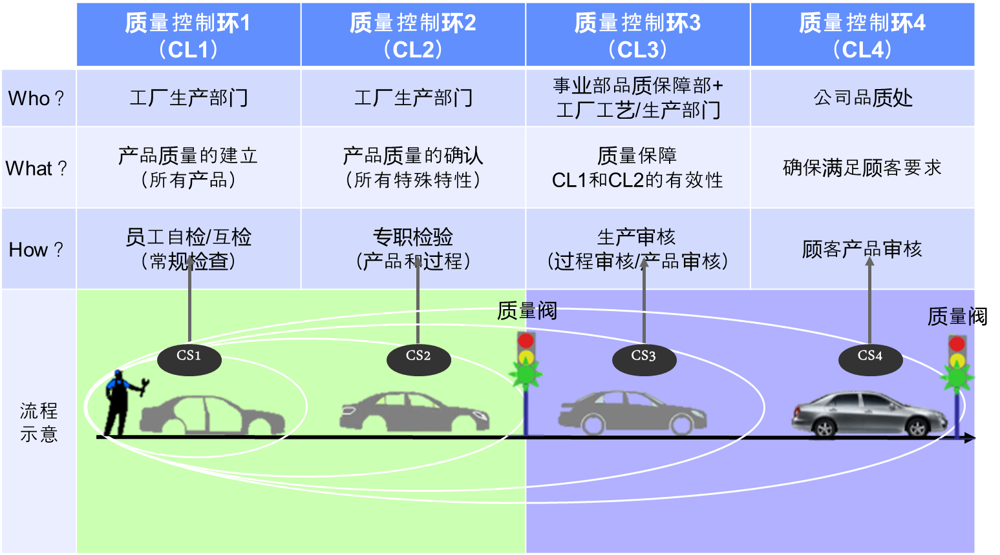 质量控制环1
（CL1）
质量控制环2
（CL2）
质量控制环3
（CL3）
质量控制环4
（CL4）
Who？
工厂生产部门
工厂生产部门
事业部品质保障部+
工厂工艺/生产部门
公司品质处
What？
产品质量的建立
（所有产品）
产品质量的确认
（所有特殊特性）
质量保障
CL1和CL2的有效性
确保满足顾客要求
How？
员工自检/互检
（常规检查）
专职检验
（产品和过程）
生产审核
（过程审核/产品审核）
顾客产品审核
流程
示意
质量阀
质量阀
CS1
CS2
CS3
CS4